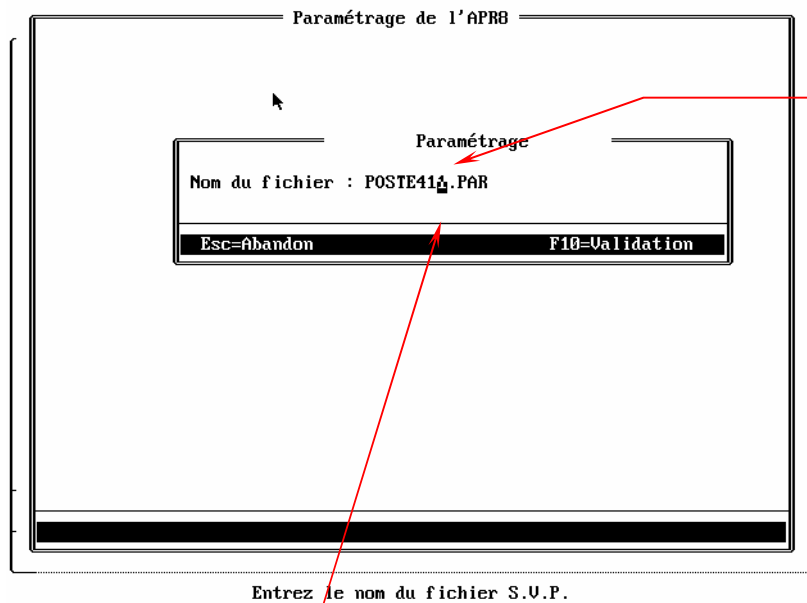 Paramétrage de l'APR8
Paramétrage
Nom du fichier : POSTE411.PAR
Esc=Abandon F10=Validation
Entrez le nom du fichier S.V.P.